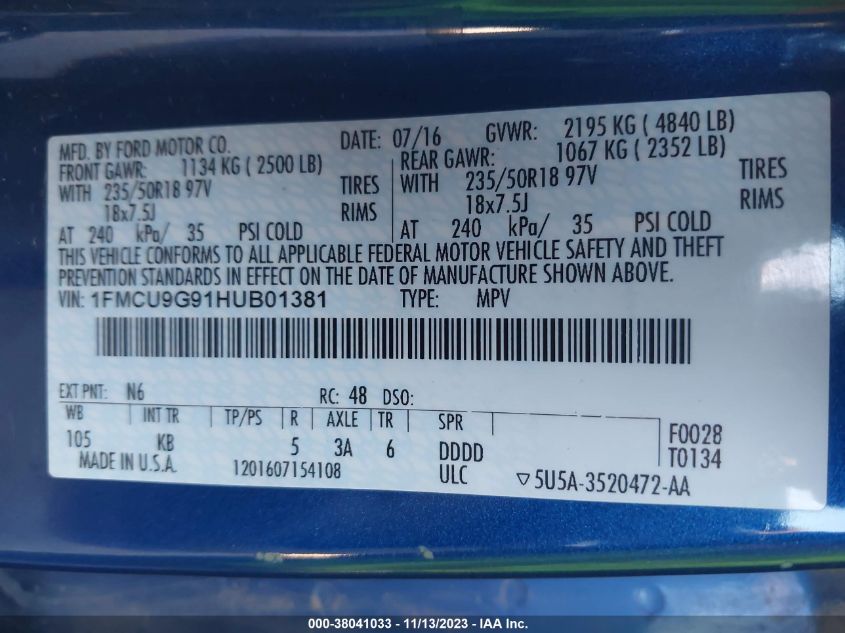 MFD. BY FORD MOTOR CO. DATE: 07/16 GVWR: 2195 KG ( 4840 LB)
FRONT GAWR: 1134 KG ( 2500 LB) REAR GAWR: 1067 KG ( 2352 LB)
WITH 235/50R18 97V TIRES WITH 235/50R18 97V TIRES
18x7.5J RIMS 18x7.5J RIMS
AT 240 kPa/ 35 PSI COLD AT 240 kPa/ 35 PSI COLD
THIS VEHICLE CONFORMS TO ALL APPLICABLE FEDERAL MOTOR VEHICLE SAFETY AND THEFT
PREVENTION STANDARDS IN EFFECT ON THE DATE OF MANUFACTURE SHOWN ABOVE.
VIN: 1FMCU9G91HUB01381 TYPE: MPV
EXT PNT: N6 RC: 48 DSO:
WB INT TR TP/PS R AXLE TR SPR
105 KB 5 3A 6 DDDD F0028
MADE IN U.S.A. 1201607154108 ULC T0134
▽5U5A-3520472-AA
000-38041033 - 11/13/2023 - IAA Inc.